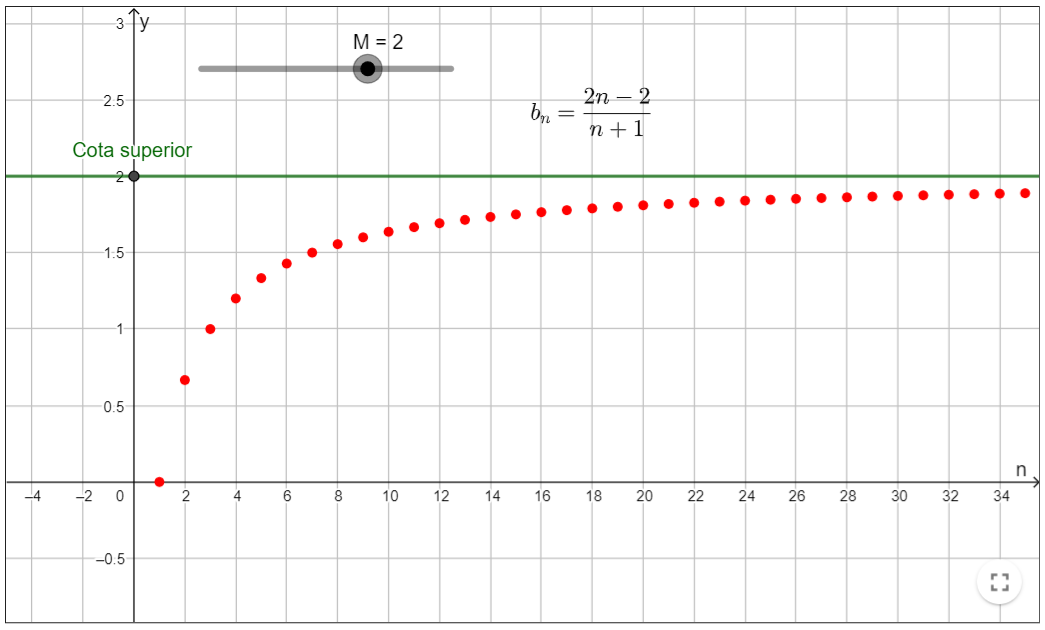 3 y
M = 2
2.5
bₙ = (2n − 2)/(n + 1)
Cota superior
2
1.5
1
0.5
n
–4 –2 0 2 4 6 8 10 12 14 16 18 20 22 24 26 28 30 32 34
–0.5